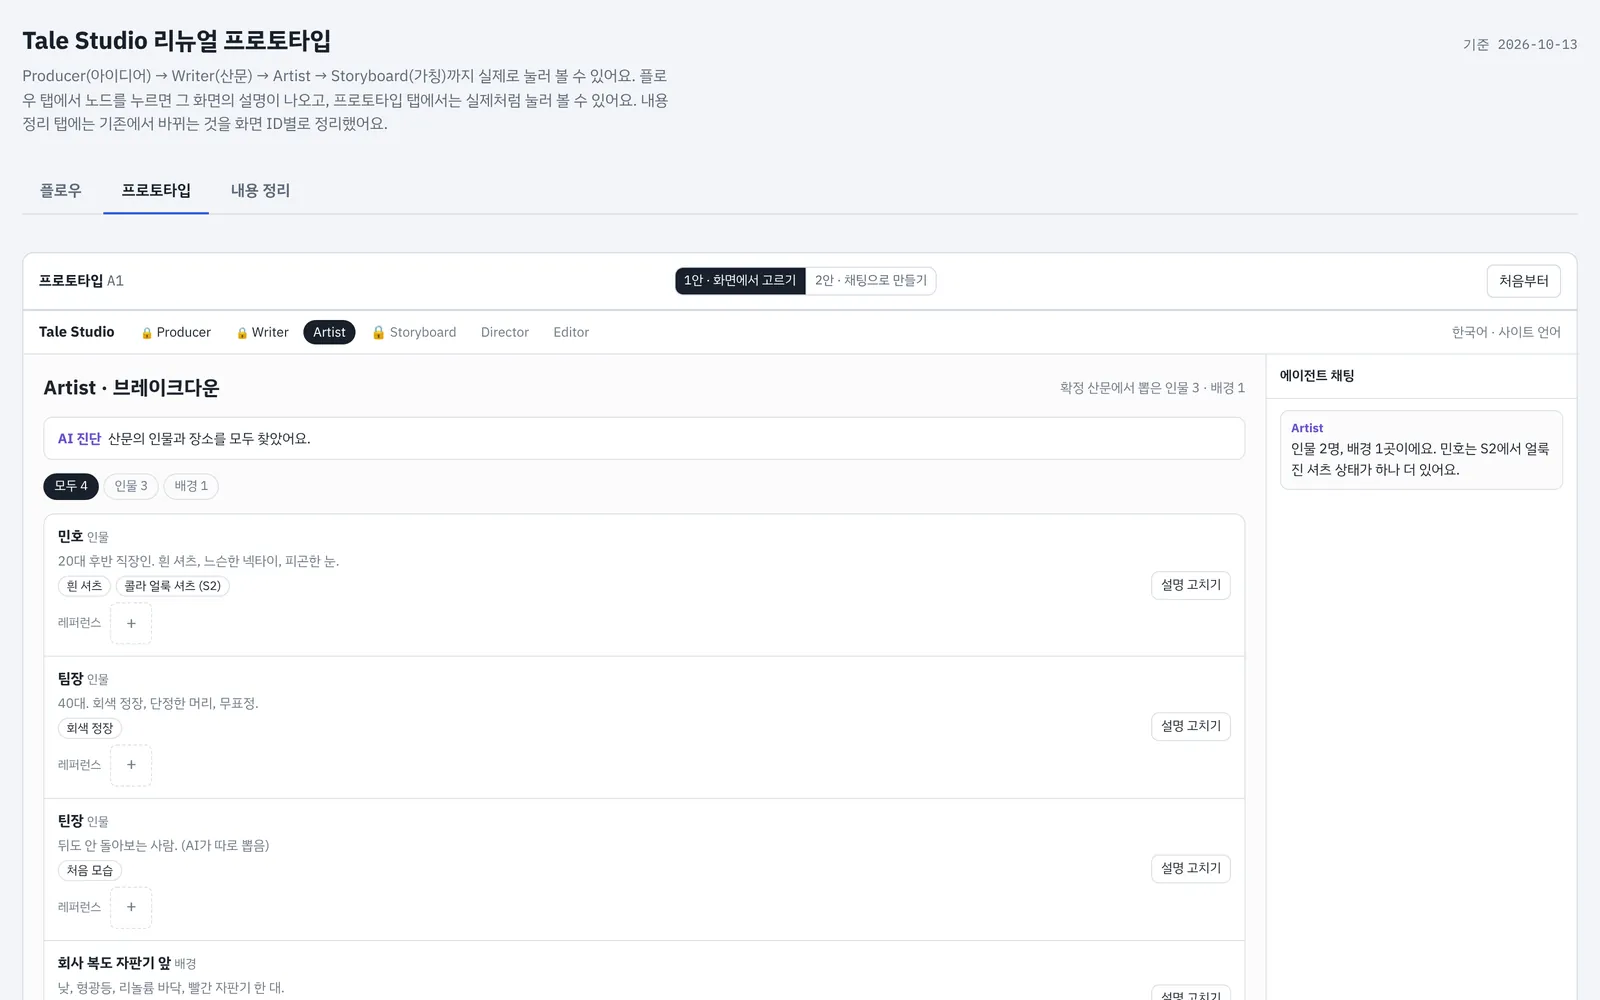 Tale Studio 리뉴얼 프로토타입
기준 2026-10-13
Producer(아이디어) → Writer(산문) → Artist → Storyboard(가칭)까지 실제로 눌러 볼 수 있어요. 플로
우 탭에서 노드를 누르면 그 화면의 설명이 나오고, 프로토타입 탭에서는 실제처럼 눌러 볼 수 있어요. 내용
정리 탭에는 기존에서 바뀌는 것을 화면 ID별로 정리했어요.
플로우 프로토타입 내용 정리
프로토타입 A1
1안 · 화면에서 고르기 2안 · 채팅으로 만들기
처음부터
Tale Studio 🔒 Producer 🔒 Writer Artist 🔒 Storyboard Director Editor
한국어 · 사이트 언어
Artist · 브레이크다운
확정 산문에서 뽑은 인물 3 · 배경 1
에이전트 채팅
AI 진단 산문의 인물과 장소를 모두 찾았어요.
Artist
인물 2명, 배경 1곳이에요. 민호는 S2에서 얼룩
진 셔츠 상태가 하나 더 있어요.
모두 4 인물 3 배경 1
민호 인물
20대 후반 직장인. 흰 셔츠, 느슨한 넥타이, 피곤한 눈.
흰 셔츠 콜라 얼룩 셔츠 (S2)
설명 고치기
레퍼런스 +
팀장 인물
40대. 회색 정장, 단정한 머리, 무표정.
회색 정장
설명 고치기
레퍼런스 +
틴장 인물
뒤도 안 돌아보는 사람. (AI가 따로 뽑음)
처음 모습
설명 고치기
레퍼런스 +
회사 복도 자판기 앞 배경
낮, 형광등, 리놀륨 바닥, 빨간 자판기 한 대.
설명 고치기